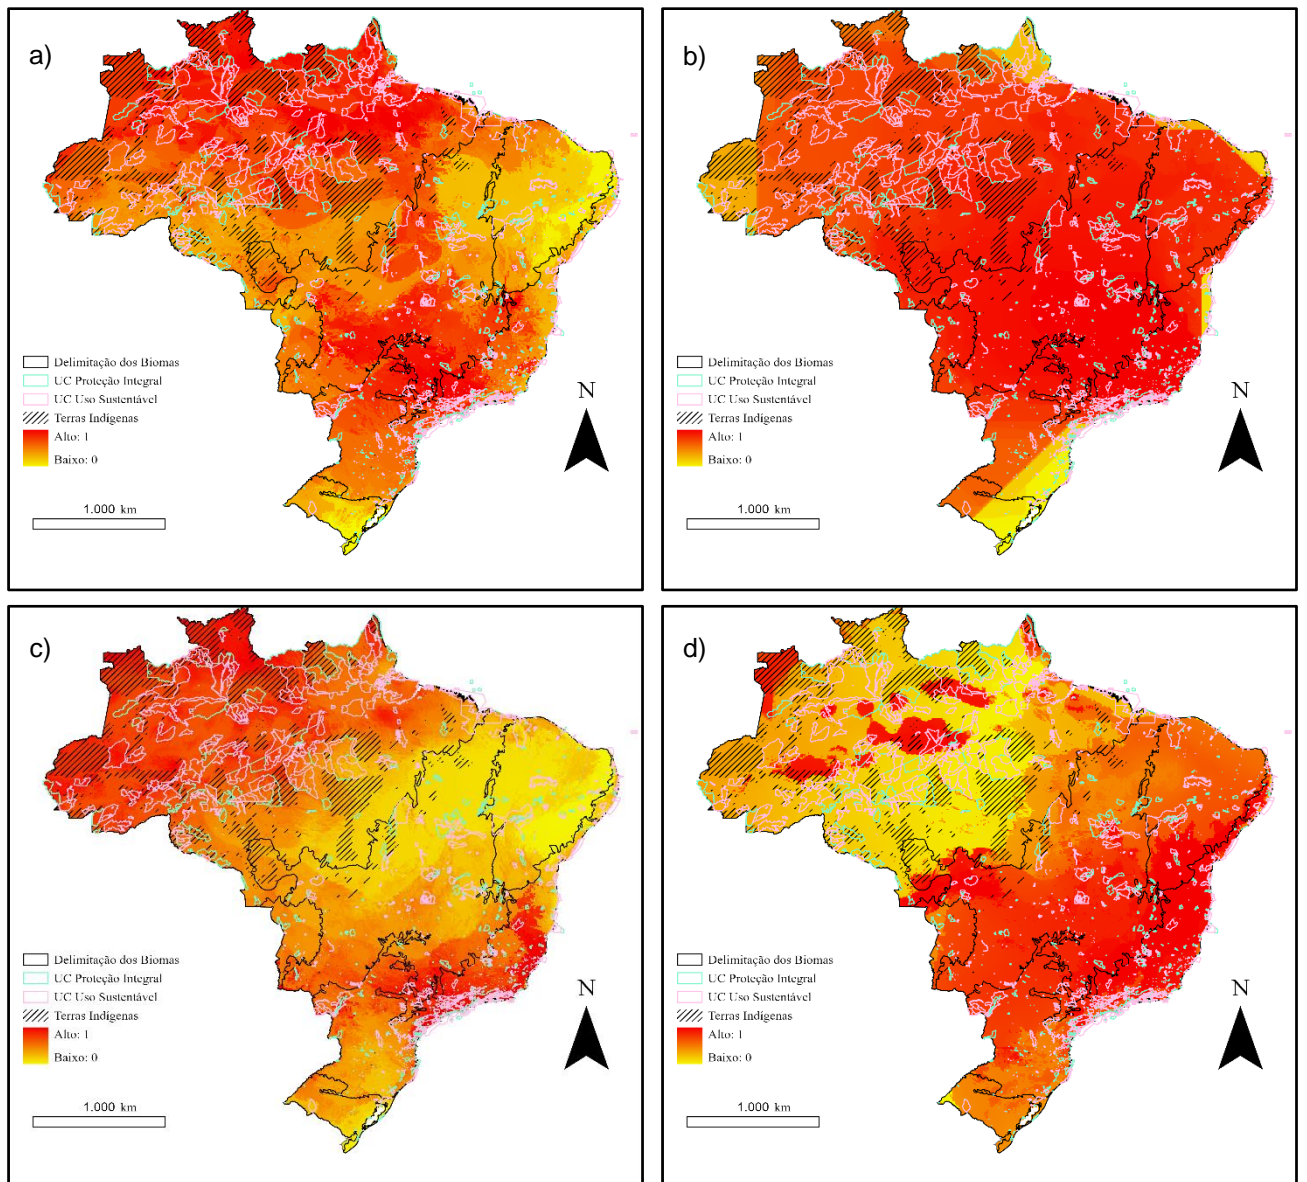 a)
N
Delimitação dos Biomas
UC Proteção Integral
UC Uso Sustentável
Terras Indígenas
Alto: 1
Baixo: 0
1.000 km
b)
N
Delimitação dos Biomas
UC Proteção Integral
UC Uso Sustentável
Terras Indígenas
Alto: 1
Baixo: 0
1.000 km
c)
N
Delimitação dos Biomas
UC Proteção Integral
UC Uso Sustentável
Terras Indígenas
Alto: 1
Baixo: 0
1.000 km
d)
N
Delimitação dos Biomas
UC Proteção Integral
UC Uso Sustentável
Terras Indígenas
Alto: 1
Baixo: 0
1.000 km